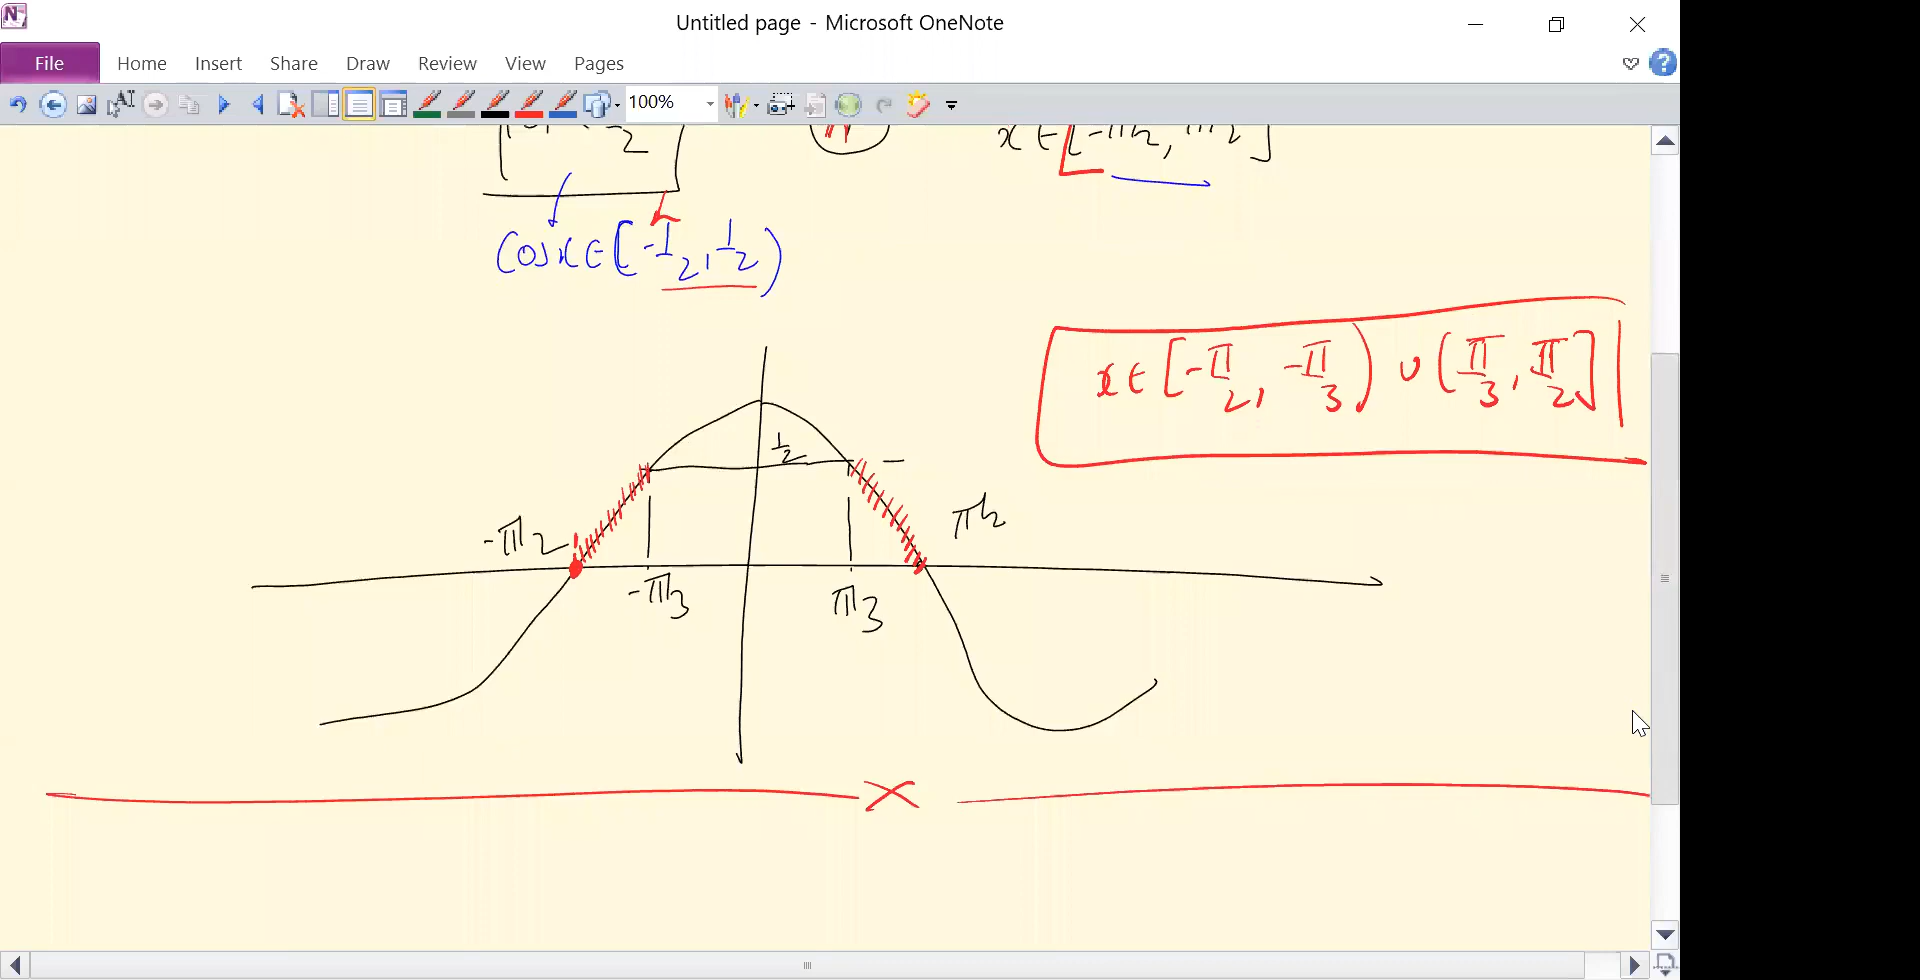 Untitled page - Microsoft OneNote
File Home Insert Share Draw Review View Pages
100%
x ∈ [-π/2, π/2]
cos x ∈ [-1/2, 1/2)
x ∈ [-π/2, -π/3) ∪ (π/3, π/2]
1/2
-π/2
π/2
-π/3
π/3